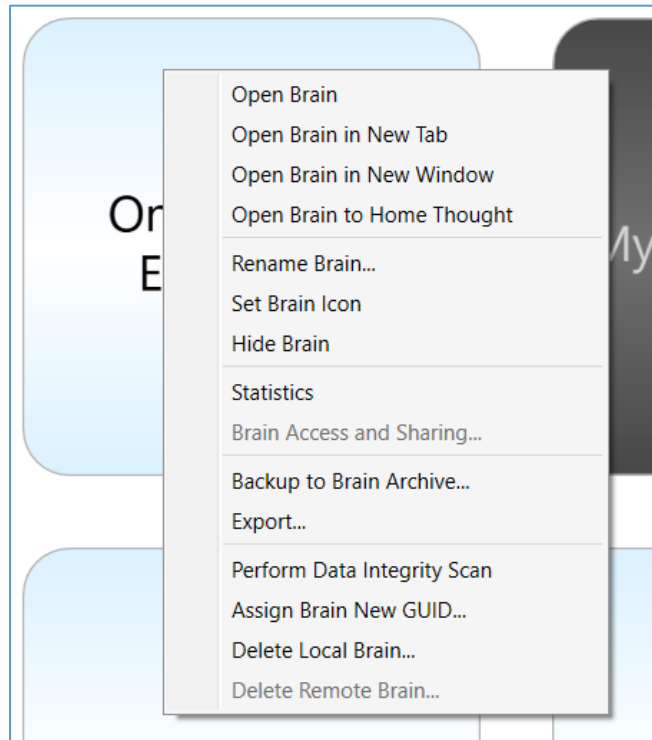 Open Brain
Open Brain in New Tab
Open Brain in New Window
Open Brain to Home Thought
Rename Brain...
Set Brain Icon
Hide Brain
Statistics
Brain Access and Sharing...
Backup to Brain Archive...
Export...
Perform Data Integrity Scan
Assign Brain New GUID...
Delete Local Brain...
Delete Remote Brain...